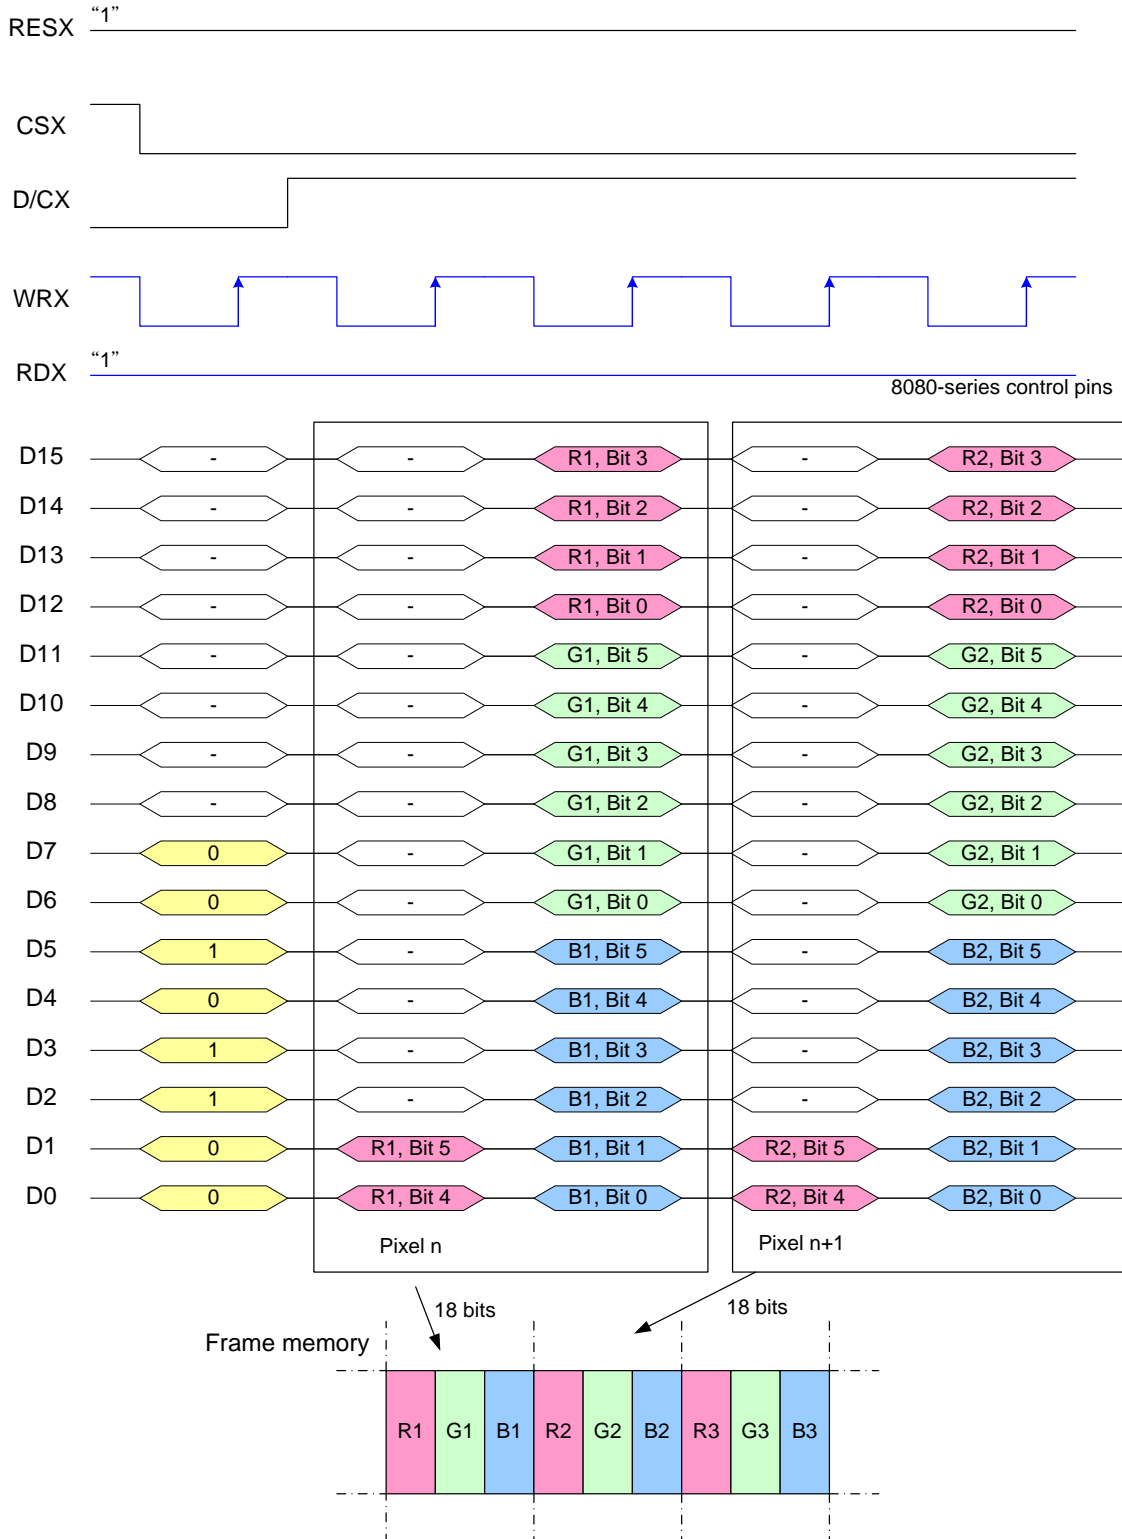 RESX “1”
CSX
D/CX
WRX
RDX “1”
8080-series control pins
D15 - - R1, Bit 3 - R2, Bit 3
D14 - - R1, Bit 2 - R2, Bit 2
D13 - - R1, Bit 1 - R2, Bit 1
D12 - - R1, Bit 0 - R2, Bit 0
D11 - - G1, Bit 5 - G2, Bit 5
D10 - - G1, Bit 4 - G2, Bit 4
D9 - - G1, Bit 3 - G2, Bit 3
D8 - - G1, Bit 2 - G2, Bit 2
D7 0 - G1, Bit 1 - G2, Bit 1
D6 0 - G1, Bit 0 - G2, Bit 0
D5 1 - B1, Bit 5 - B2, Bit 5
D4 0 - B1, Bit 4 - B2, Bit 4
D3 1 - B1, Bit 3 - B2, Bit 3
D2 1 - B1, Bit 2 - B2, Bit 2
D1 0 R1, Bit 5 B1, Bit 1 R2, Bit 5 B2, Bit 1
D0 0 R1, Bit 4 B1, Bit 0 R2, Bit 4 B2, Bit 0
Pixel n Pixel n+1
18 bits 18 bits
Frame memory
R1 G1 B1 R2 G2 B2 R3 G3 B3